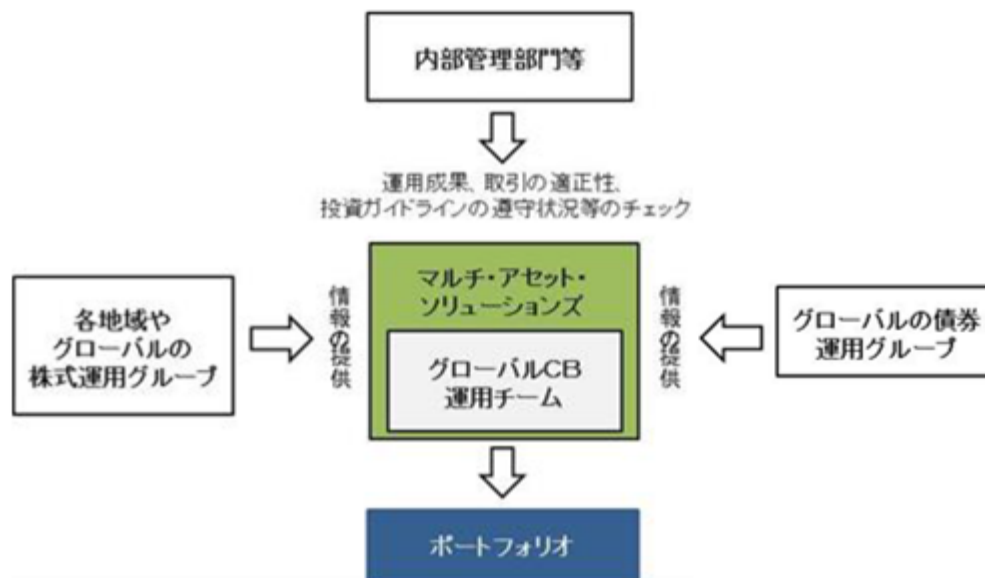 内部管理部門等
運用成果、取引の適正性、
投資ガイドラインの遵守状況等のチェック
マルチ・アセット・
ソリューションズ
グローバルCB
運用チーム
各地域や
グローバルの
株式運用グループ
情報の提供
情報の提供
グローバルの債券
運用グループ
ポートフォリオ